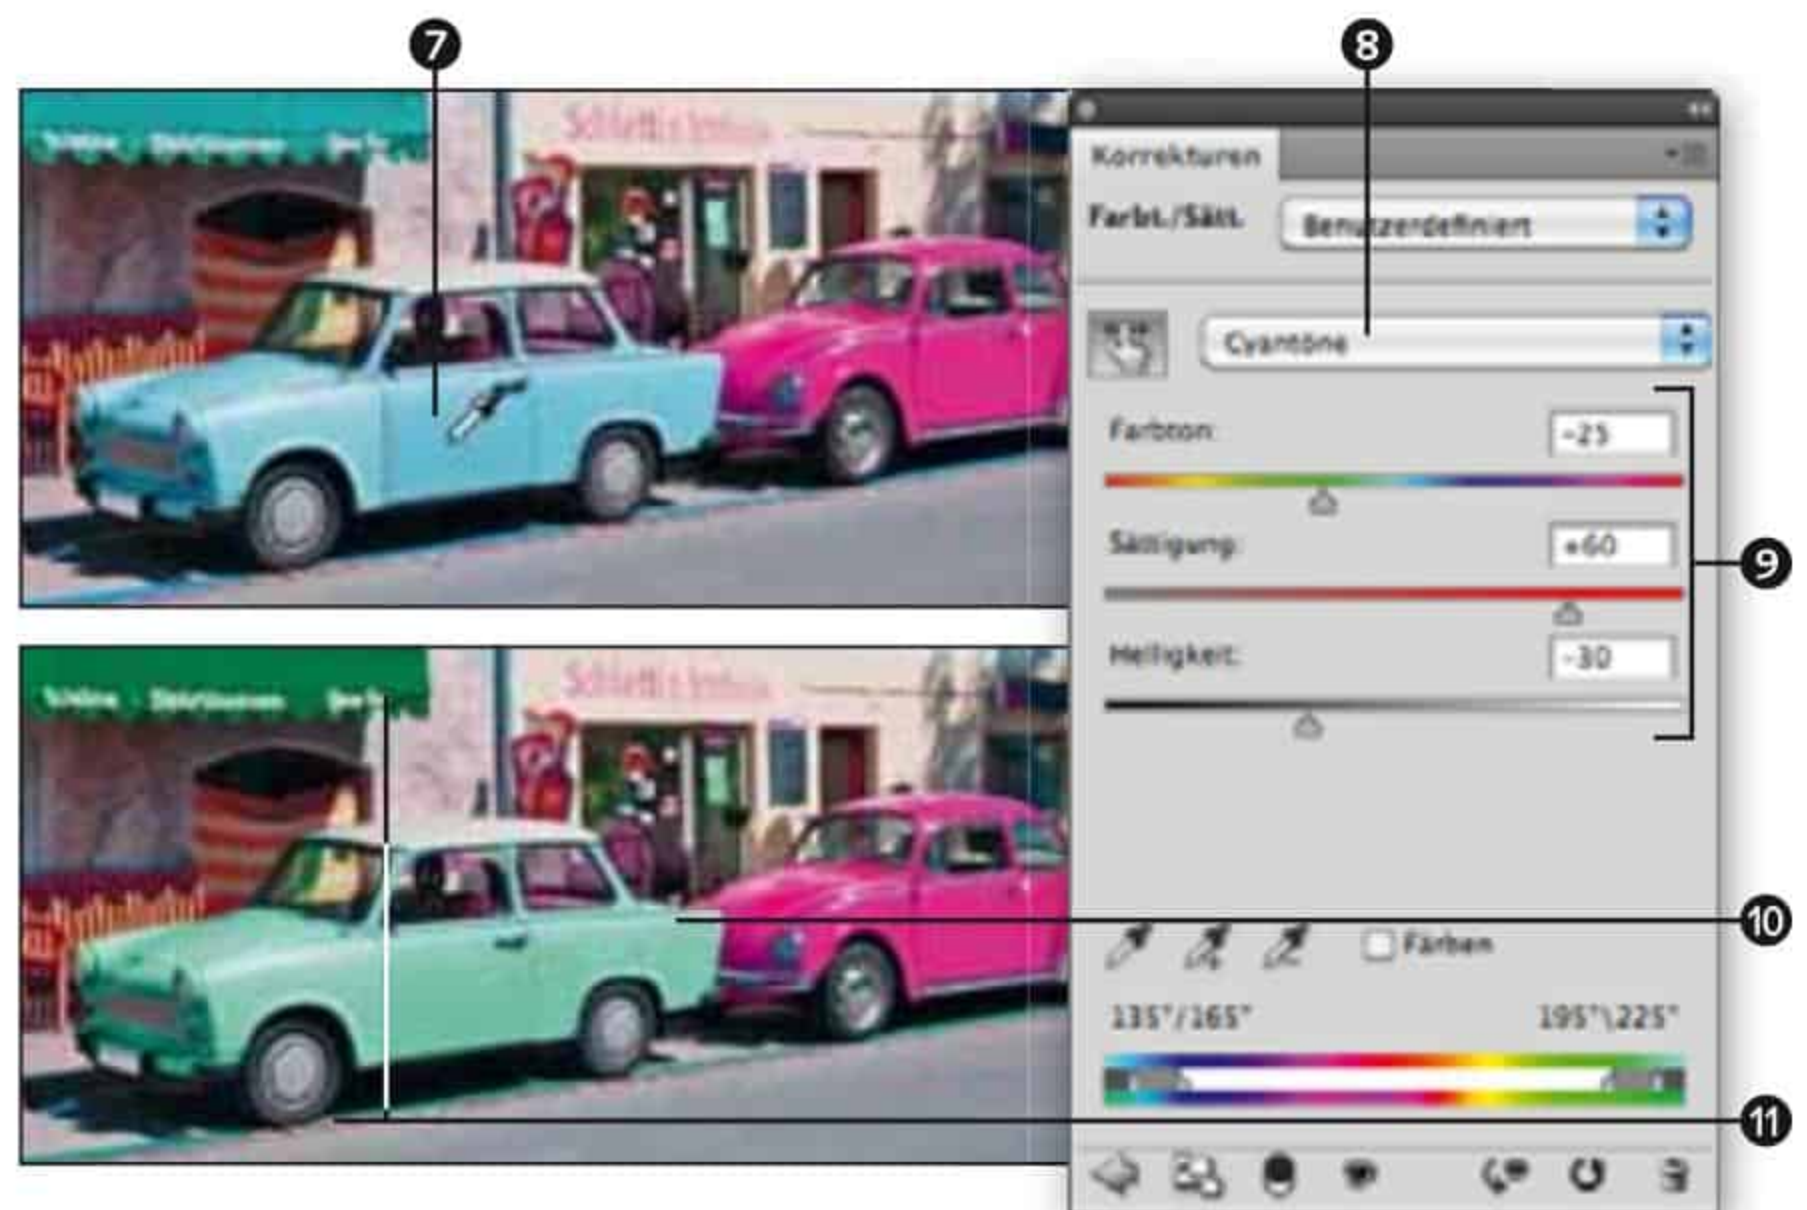 7
8
Korrekturen
Farbt./Sätt.
Benutzerdefiniert
Cyantöne
Farbton:
-25
Sättigung:
+60
9
Helligkeit:
-30
10
Färben
135°/165°
195°\225°
11